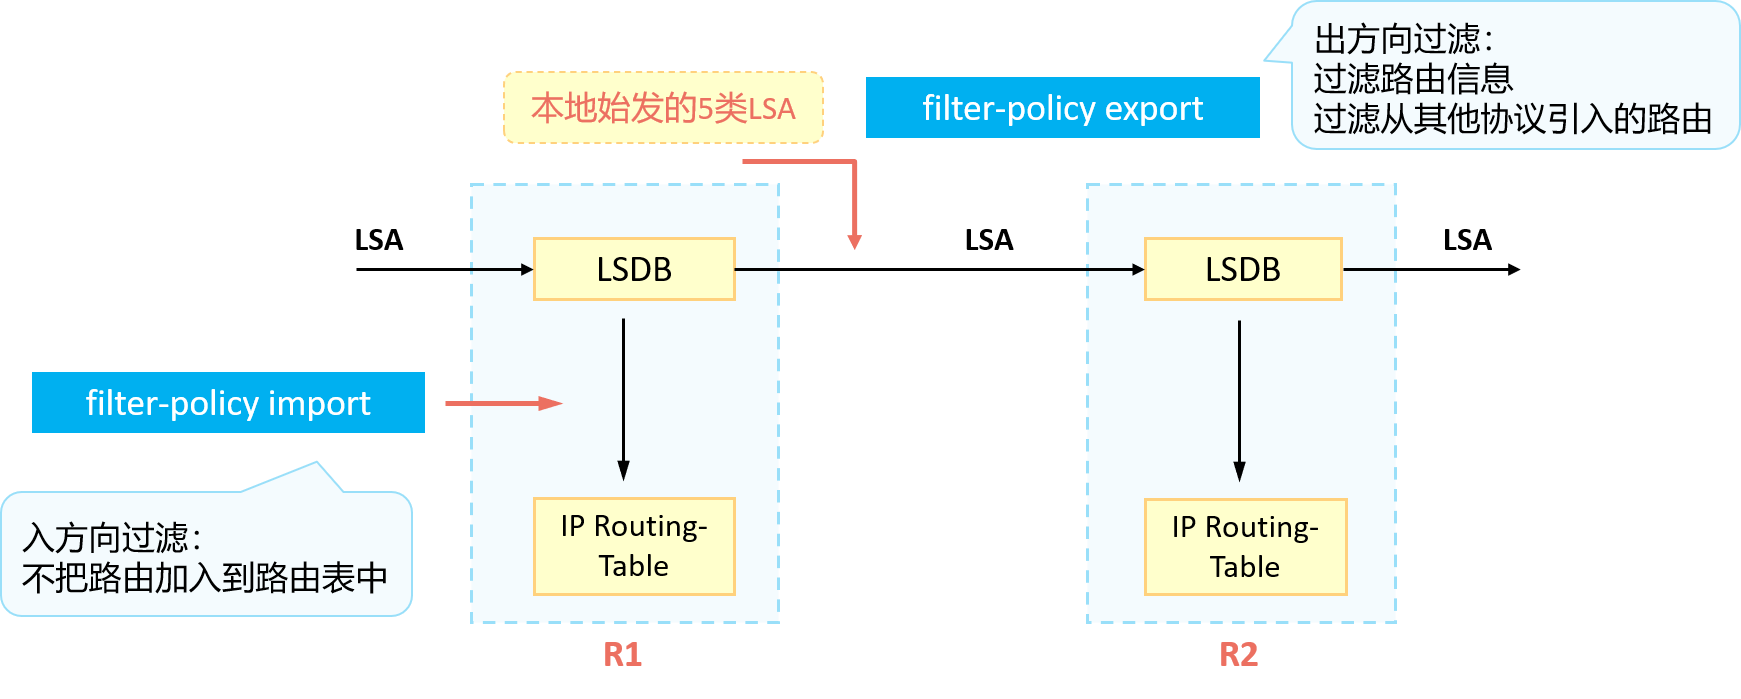 出方向过滤：
过滤路由信息
过滤从其他协议引入的路由
本地始发的5类LSA
filter-policy export
LSA
LSA
LSA
LSDB
LSDB
filter-policy import
入方向过滤：
不把路由加入到路由表中
IP Routing-
Table
IP Routing-
Table
R1
R2